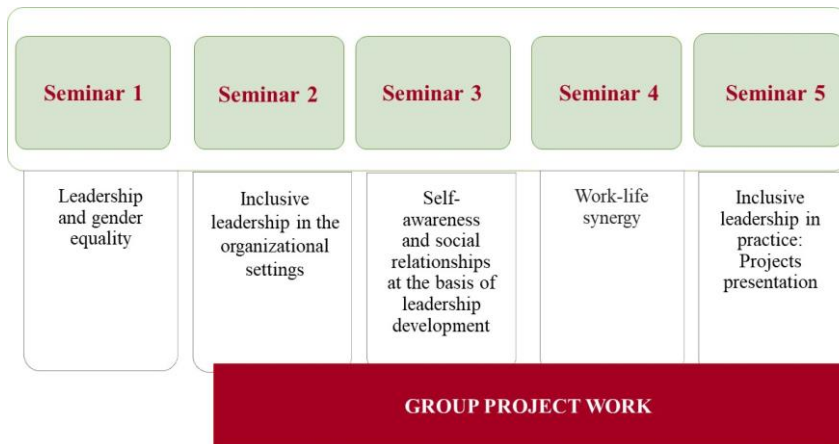 Seminar 1
Seminar 2
Seminar 3
Seminar 4
Seminar 5
Leadership
and gender
equality
Inclusive
leadership in the
organizational
settings
Self-
awareness
and social
relationships
at the basis of
leadership
development
Work-life
synergy
Inclusive
leadership in
practice:
Projects
presentation
GROUP PROJECT WORK